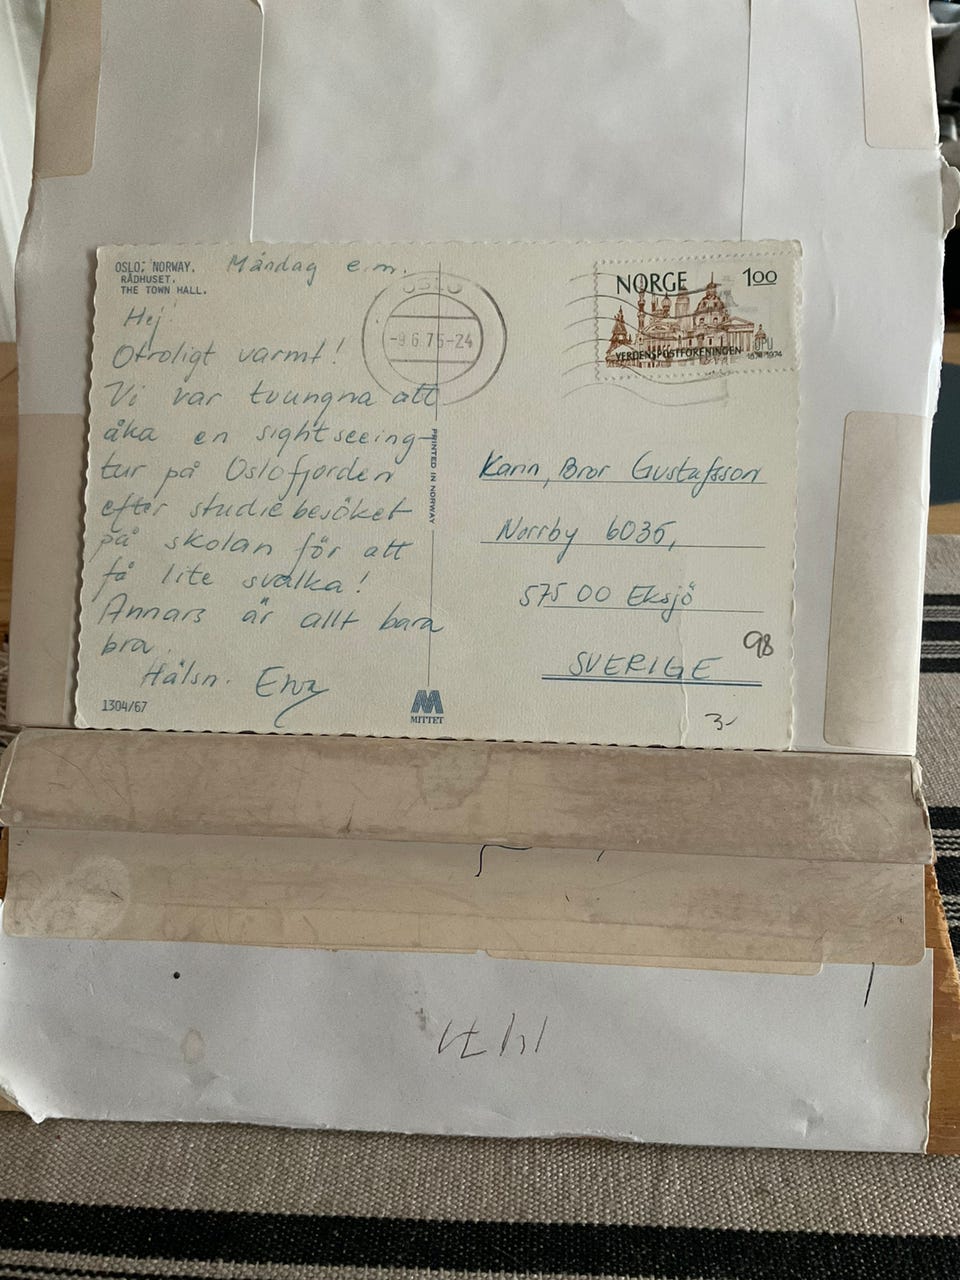 OSLO, NORWAY.
RÅDHUSET.
THE TOWN HALL.
Måndag e.m.
Hej!
Otroligt varmt!
Vi var tvungna att
åka en sightseeing-
tur på Oslofjorden
efter studiebesöket
på skolan för att
få lite svalka!
Annars är allt bara
bra.
Hälsn.
1304/67
PRINTED IN NORWAY
MITTET
OSLO
-9 6.75-24
NORGE 100
VERDENSPOSTFORENINGEN
UPU
1874 1974
Karin, Bror Gustafsson
Norrby 6036,
575 00 Eksjö
SVERIGE
98
3-